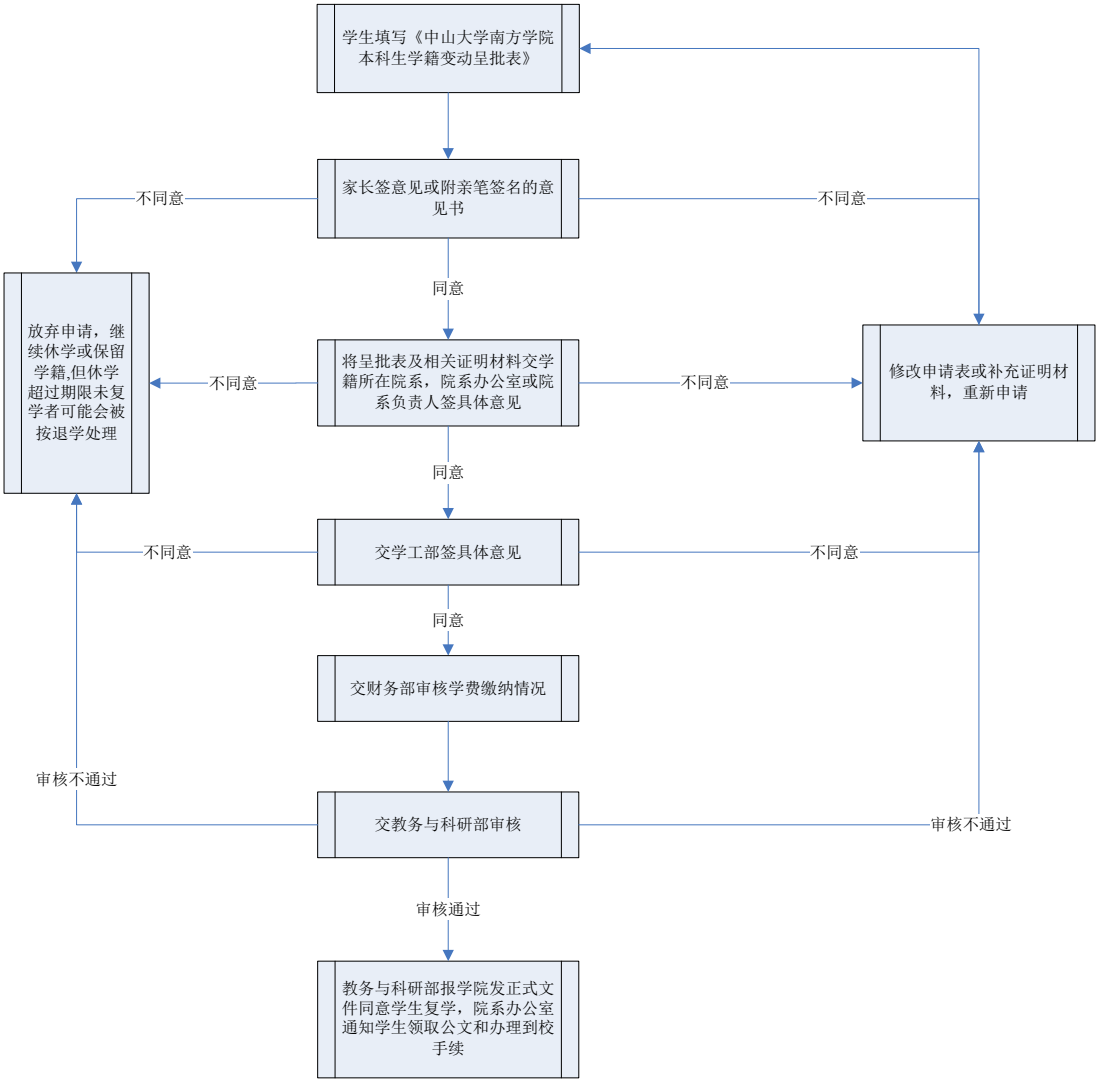 学生填写《中山大学南方学院
本科生学籍变动呈批表》
家长签意见或附亲笔签名的意
见书
不同意
不同意
同意
放弃申请，继
续休学或保留
学籍,但休学
超过期限未复
学者可能会被
按退学处理
不同意
将呈批表及相关证明材料交学
籍所在院系，院系办公室或院
系负责人签具体意见
不同意
修改申请表或补充证明材
料，重新申请
同意
不同意
交学工部签具体意见
不同意
同意
交财务部审核学费缴纳情况
审核不通过
交教务与科研部审核
审核不通过
审核通过
教务与科研部报学院发正式文
件同意学生复学，院系办公室
通知学生领取公文和办理到校
手续